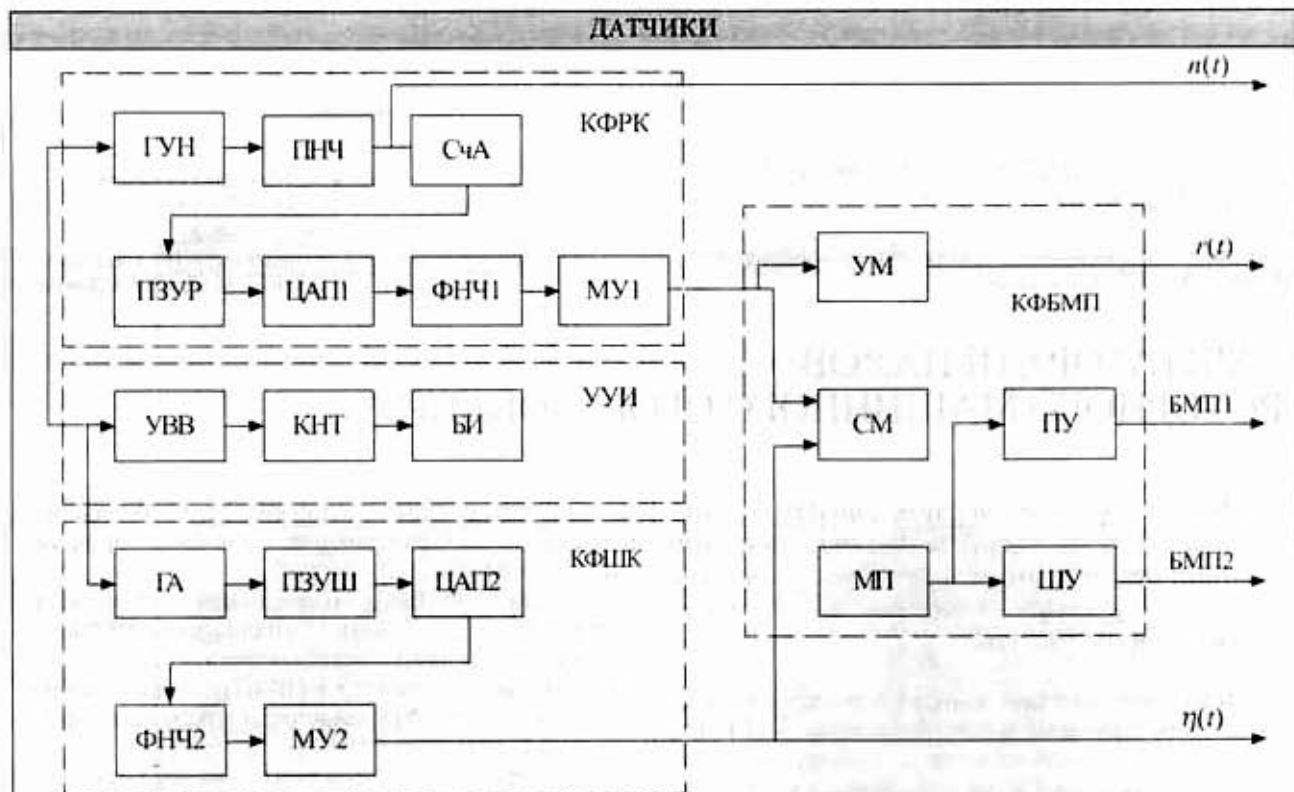 ДАТЧИКИ
n(t)
КФРК
ГУН
ПНЧ
СчА
ПЗУР
ЦАП1
ФНЧ1
МУ1
УМ
r(t)
КФБМП
УУИ
УВВ
КНТ
БИ
СМ
ПУ
БМП1
КФШК
ГА
ПЗУШ
ЦАП2
МП
ШУ
БМП2
ФНЧ2
МУ2
η(t)